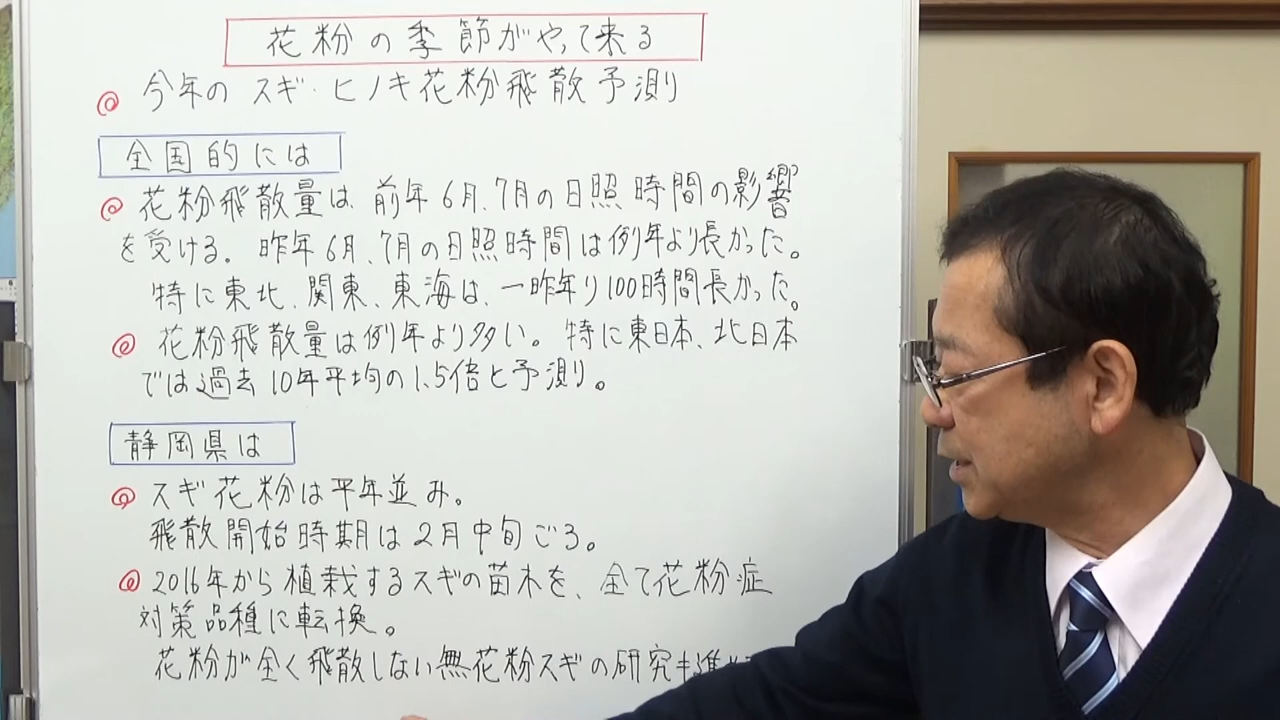 花粉の季節がやって来る
今年のスギ・ヒノキ花粉飛散予測
全国的には
花粉飛散量は、前年6月、7月の日照時間の影響
を受ける。昨年6月、7月の日照時間は例年より長かった。
特に東北、関東、東海は、一昨年り100時間長かった。
花粉飛散量は例年より多い。特に東日本、北日本
では過去10年平均の1.5倍と予測。
静岡県は
スギ花粉は平年並み。
飛散開始時期は2月中旬ごろ。
2016年から植栽するスギの苗木を、全て花粉症
対策品種に転換。
花粉が全く飛散しない無花粉スギの研究も進め